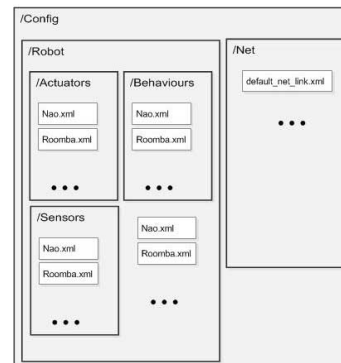 /Config
/Robot
/Actuators
Nao.xml
Roomba.xml
...
/Behaviours
Nao.xml
Roomba.xml
...
/Sensors
Nao.xml
Roomba.xml
...
Nao.xml
Roomba.xml
...
/Net
default_net_link.xml
...